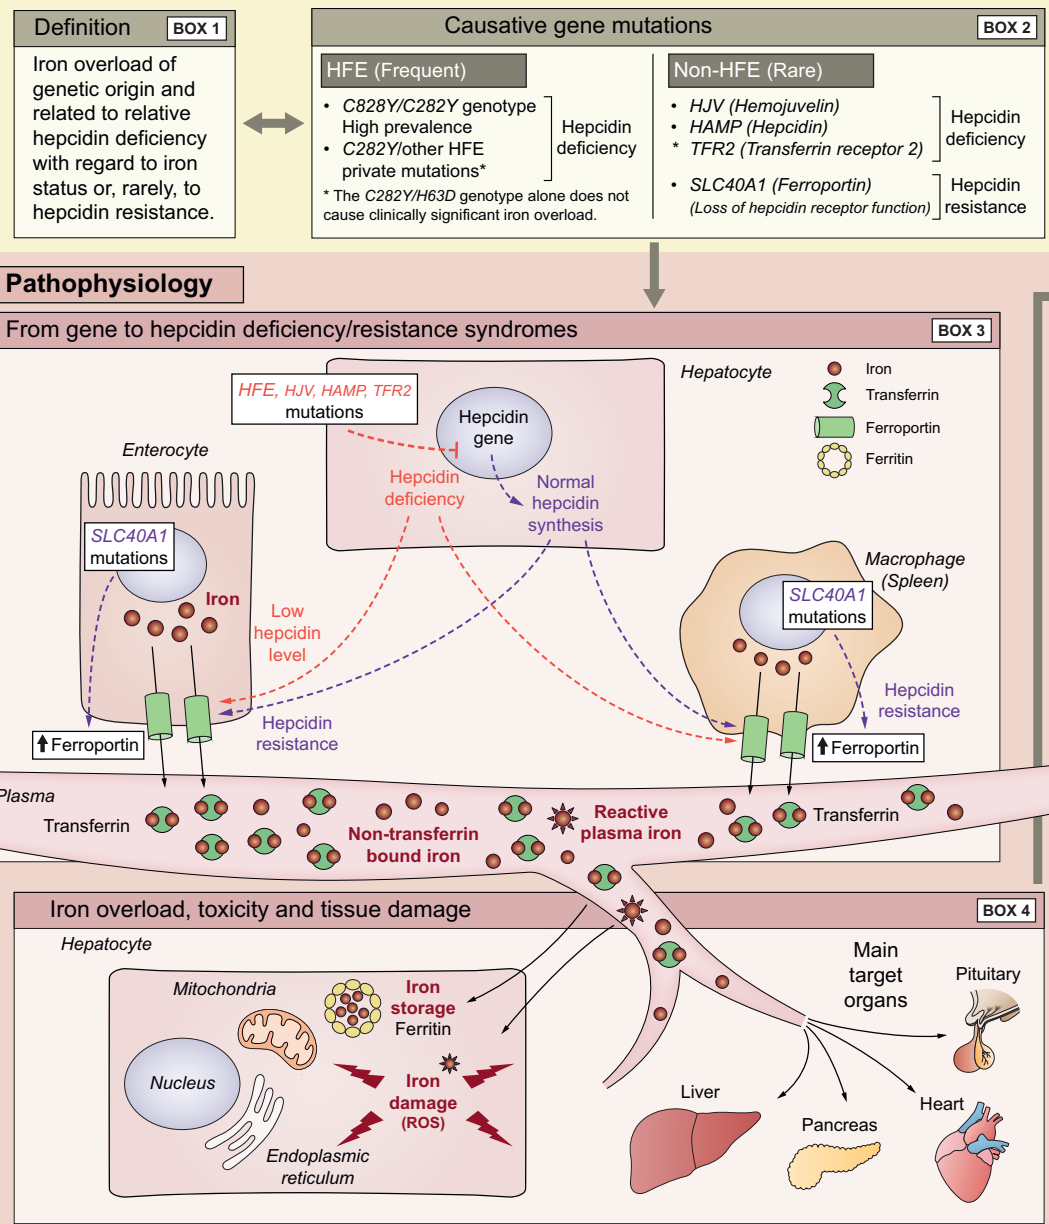 Definition
BOX 1
Iron overload of
genetic origin and
related to relative
hepcidin deficiency
with regard to iron
status or, rarely, to
hepcidin resistance.
Causative gene mutations
BOX 2
HFE (Frequent)
• C828Y/C282Y genotype
High prevalence
• C282Y/other HFE
private mutations*
Hepcidin
deficiency
* The C282Y/H63D genotype alone does not
cause clinically significant iron overload.
Non-HFE (Rare)
• HJV (Hemojuvelin)
• HAMP (Hepcidin)
* TFR2 (Transferrin receptor 2)
Hepcidin
deficiency
• SLC40A1 (Ferroportin)
(Loss of hepcidin receptor function)
Hepcidin
resistance
Pathophysiology
From gene to hepcidin deficiency/resistance syndromes
BOX 3
HFE, HJV, HAMP, TFR2
mutations
Hepcidin
gene
Hepatocyte
Iron
Transferrin
Ferroportin
Ferritin
Enterocyte
Hepcidin
deficiency
Normal
hepcidin
synthesis
SLC40A1
mutations
Iron
Low
hepcidin
level
Macrophage
(Spleen)
SLC40A1
mutations
Hepcidin
resistance
Hepcidin
resistance
Ferroportin
Ferroportin
Plasma
Transferrin
Non-transferrin
bound iron
Reactive
plasma iron
Transferrin
Iron overload, toxicity and tissue damage
BOX 4
Hepatocyte
Mitochondria
Iron
storage
Ferritin
Nucleus
Iron
damage
(ROS)
Endoplasmic
reticulum
Main
target
organs
Pituitary
Liver
Pancreas
Heart